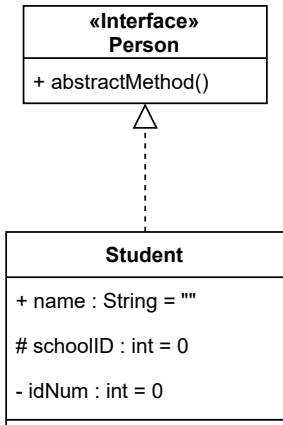 «Interface»
Person
+ abstractMethod()
Student
+ name : String = ""
# schoolID : int = 0
- idNum : int = 0